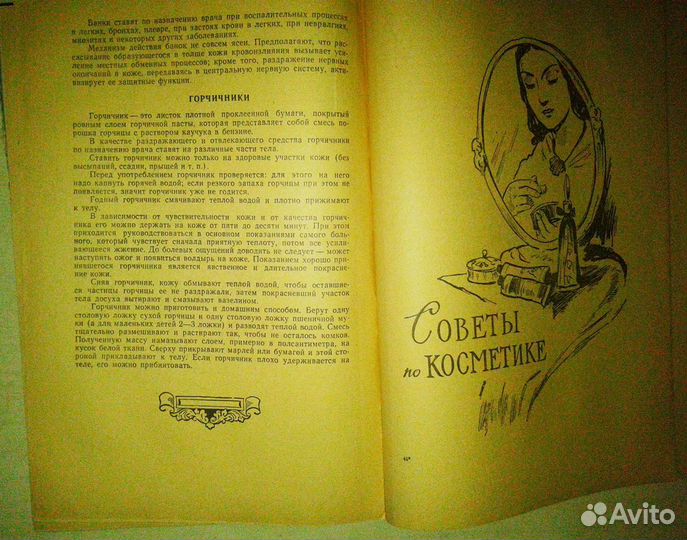 Банки ставят по назначению врача при воспалительных процессах
в легких, бронхах, плевре, при застоях крови в легких, при невралгиях,
миозитах и некоторых других заболеваниях.
Механизм действия банок не совсем ясен. Предполагают, что рас-
сасывание образующегося в толще кожи кровоизлияния вызывает уси-
ление местных обменных процессов; кроме того, раздражение нервных
окончаний в коже, передаваясь в центральную нервную систему, акти-
визирует ее защитные функции.
ГОРЧИЧНИКИ
Горчичник — это листок плотной проклеенной бумаги, покрытый
ровным слоем горчичной пасты, которая представляет собой смесь по-
рошка горчицы с раствором каучука в бензине.
В качестве раздражающего и отвлекающего средства горчичники
по назначению врача ставят на различные части тела.
Ставить горчичник можно только на здоровые участки кожи (без
высыпаний, ссадин, прыщей и т. п.).
Перед употреблением горчичник проверяется: для этого на него
надо капнуть горячей водой; если резкого запаха горчицы при этом не
появляется, значит горчичник уже не годится.
Годный горчичник смачивают теплой водой и плотно прижимают
к телу.
В зависимости от чувствительности кожи и от качества горчич-
ника его можно держать на коже от пяти до десяти минут. При этом
приходится руководствоваться в основном показаниями самого боль-
ного, который чувствует сначала приятную теплоту, потом все усили-
вающееся жжение. До болевых ощущений доводить не следует — может
наступить ожог и появиться волдырь на коже. Показанием хорошо при-
нявшегося горчичника является явственное и длительное покрасне-
ние кожи.
Сняв горчичник, кожу обмывают теплой водой, чтобы оставшие-
ся частицы горчицы ее не раздражали, затем покрасневший участок
тела досуха вытирают и смазывают вазелином.
Горчичник можно приготовить и домашним способом. Берут одну
столовую ложку сухой горчицы и одну столовую ложку пшеничной му-
ки (а для маленьких детей 2—3 ложки) и разводят теплой водой. Смесь
тщательно размешивают и растирают так, чтобы не осталось комков.
Полученную массу намазывают слоем, примерно в полсантиметра, на
кусок белой ткани. Сверху прикрывают марлей или бумагой и этой сто-
роной прикладывают к телу. Если горчичник плохо удерживается на
теле, его можно прибинтовать.
СОВЕТЫ
по КОСМЕТИКЕ
Avito